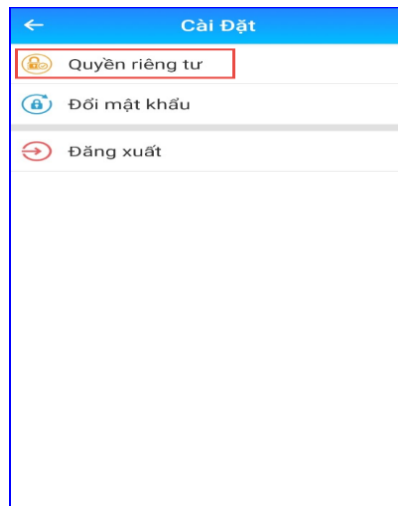 Cài Đặt
Quyền riêng tư
Đổi mật khẩu
Đăng xuất